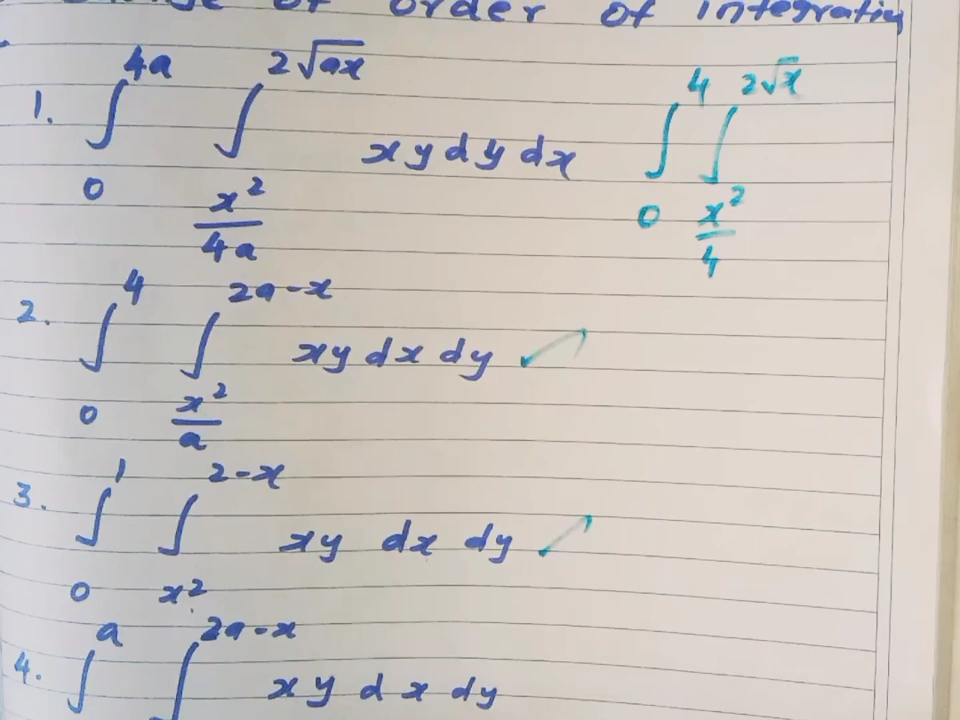 of order of Integration
4a 2√ax 4 2√x
1. ∫ ∫ xy dy dx ∫ ∫
0 x²/4a 0 x²/4
4 2a-x
2. ∫ ∫ xy dx dy
0 x²/a
1 2-x
3. ∫ ∫ xy dx dy
0 x²
a 2a-x
4. ∫ ∫ xy dx dy